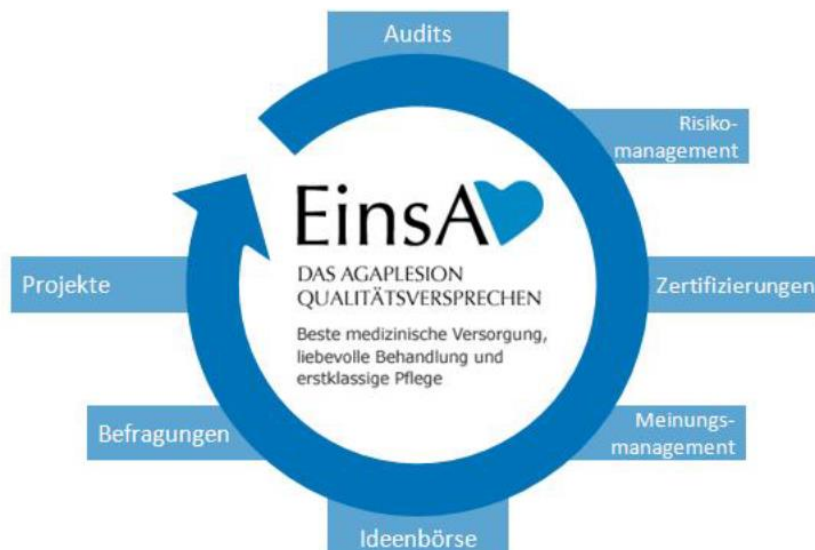 Audits
Risiko-
management
Zertifizierungen
Meinungs-
management
Ideenbörse
Befragungen
Projekte
EinsA
DAS AGAPLESION
QUALITÄTSVERSPRECHEN
Beste medizinische Versorgung,
liebevolle Behandlung und
erstklassige Pflege